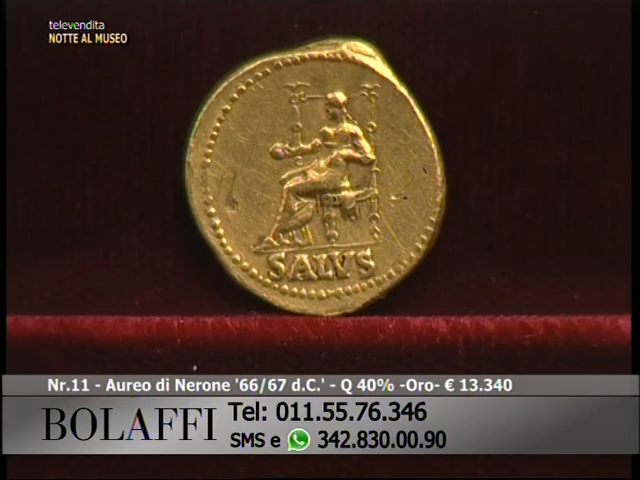 televendita
NOTTE AL MUSEO
SALVS
Nr.11 - Aureo di Nerone '66/67 d.C.' - Q 40% -Oro- € 13.340
BOLAFFI
Tel: 011.55.76.346
SMS e 342.830.00.90